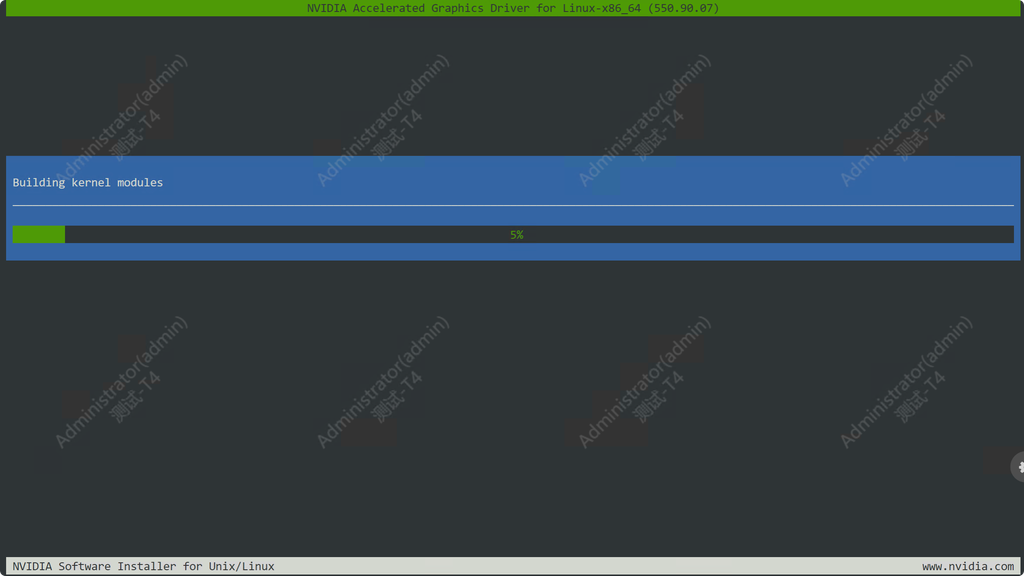 NVIDIA Accelerated Graphics Driver for Linux-x86_64 (550.90.07)
Administrator(admin)
测试-T4
Administrator(admin)
测试-T4
Administrator(admin)
测试-T4
Administrator(admin)
测试-T4
Building kernel modules
5%
Administrator(admin)
测试-T4
Administrator(admin)
测试-T4
Administrator(admin)
测试-T4
Administrator(admin)
测试-T4
NVIDIA Software Installer for Unix/Linux
www.nvidia.com